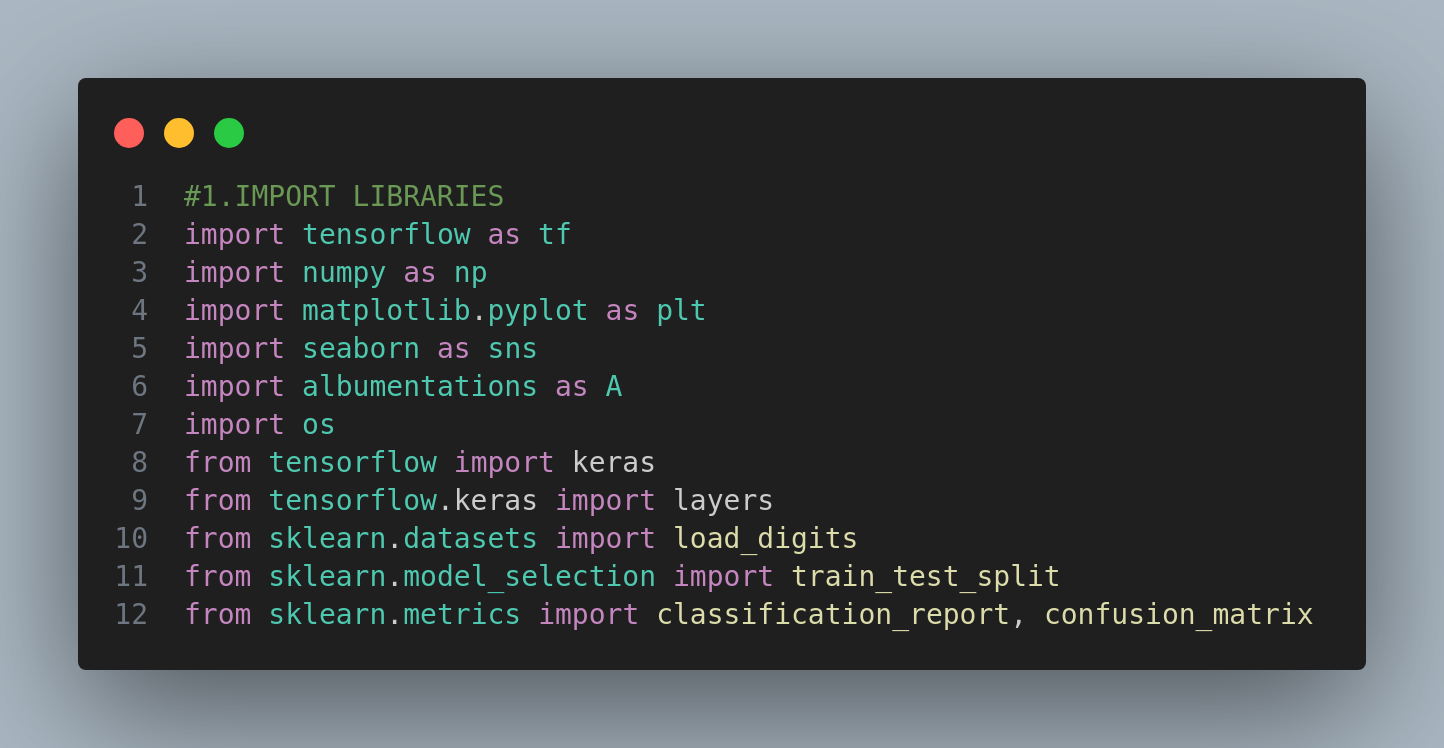 1 #1.IMPORT LIBRARIES
2 import tensorflow as tf
3 import numpy as np
4 import matplotlib.pyplot as plt
5 import seaborn as sns
6 import albumentations as A
7 import os
8 from tensorflow import keras
9 from tensorflow.keras import layers
10 from sklearn.datasets import load_digits
11 from sklearn.model_selection import train_test_split
12 from sklearn.metrics import classification_report, confusion_matrix